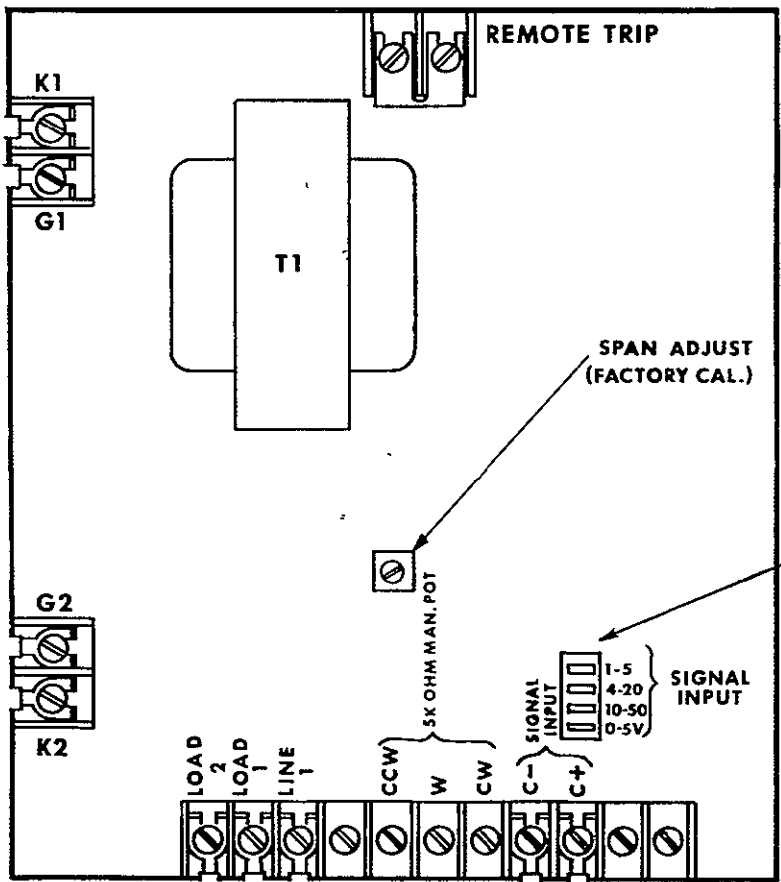 REMOTE TRIP
K1
G1
T1
SPAN ADJUST
(FACTORY CAL.)
G2
K2
5K OHM MAN. POT
1-5
4-20
10-50
0-5V
SIGNAL
INPUT
SIGNAL
INPUT
LOAD
2
LOAD
1
LINE
1
CCW
W
CW
C-
C+